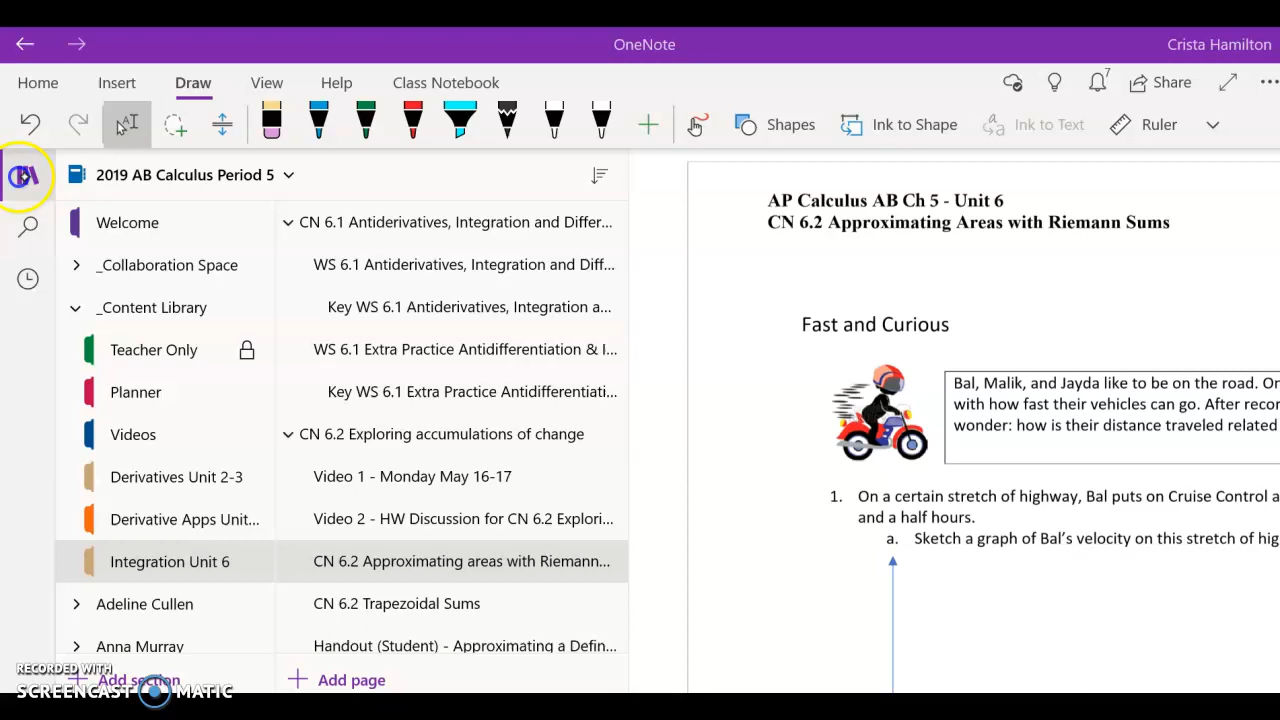 OneNote
Crista Hamilton
Home
Insert
Draw
View
Help
Class Notebook
7
Share
Shapes
Ink to Shape
Ink to Text
Ruler
2019 AB Calculus Period 5
Welcome
_Collaboration Space
_Content Library
Teacher Only
Planner
Videos
Derivatives Unit 2-3
Derivative Apps Unit...
Integration Unit 6
Adeline Cullen
Anna Murray
Add section
CN 6.1 Antiderivatives, Integration and Differ...
WS 6.1 Antiderivatives, Integration and Diff...
Key WS 6.1 Antiderivatives, Integration a...
WS 6.1 Extra Practice Antidifferentiation & I...
Key WS 6.1 Extra Practice Antidifferentiati...
CN 6.2 Exploring accumulations of change
Video 1 - Monday May 16-17
Video 2 - HW Discussion for CN 6.2 Explori...
CN 6.2 Approximating areas with Riemann...
CN 6.2 Trapezoidal Sums
Handout (Student) - Approximating a Defin...
Add page
AP Calculus AB Ch 5 - Unit 6
CN 6.2 Approximating Areas with Riemann Sums
Fast and Curious
Bal, Malik, and Jayda like to be on the road. On
with how fast their vehicles can go. After recor
wonder: how is their distance traveled related
1. On a certain stretch of highway, Bal puts on Cruise Control a
and a half hours.
a. Sketch a graph of Bal's velocity on this stretch of hig
RECORDED WITH
SCREENCAST MATIC